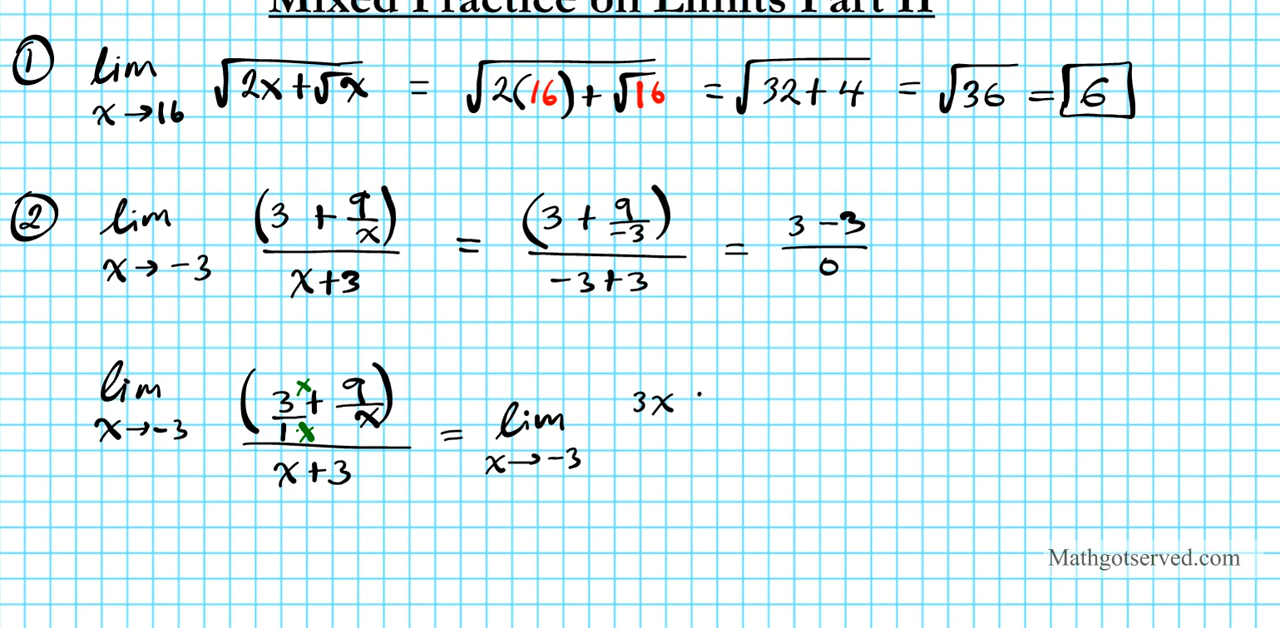 Mixed Practice on Limits Part II
① lim x→16 √(2x+√x) = √(2(16)+√16) = √(32+4) = √36 = 6
② lim x→-3 (3 + 9/x)/(x+3) = (3 + 9/-3)/(-3+3) = (3-3)/0
lim x→-3 (3·x/1·x + 9/x)/(x+3) = lim x→-3 3x
Mathgotserved.com